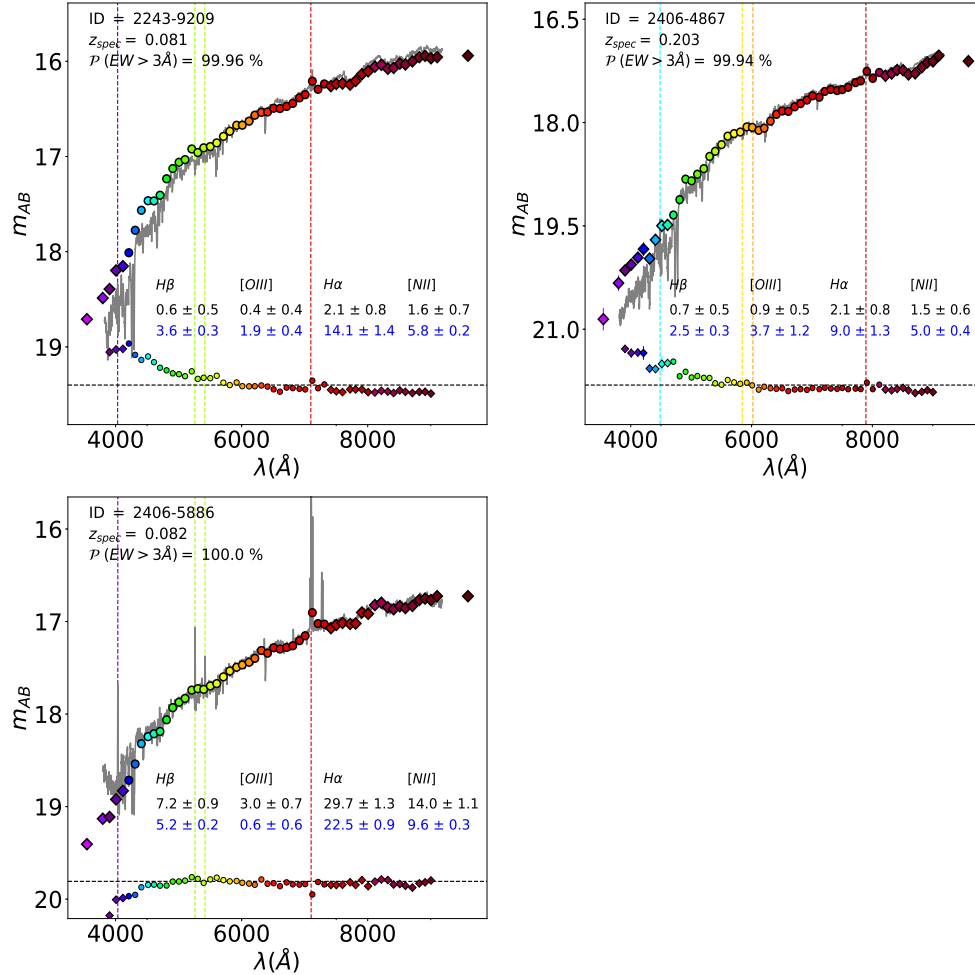 ID = 2243-9209
z_spec = 0.081
𝒫 (EW > 3Å) = 99.96 %
16
17
18
19
m_AB
Hβ [OIII] Hα [NII]
0.6 ± 0.5 0.4 ± 0.4 2.1 ± 0.8 1.6 ± 0.7
3.6 ± 0.3 1.9 ± 0.4 14.1 ± 1.4 5.8 ± 0.2
4000 6000 8000
λ(Å)
ID = 2406-4867
z_spec = 0.203
𝒫 (EW > 3Å) = 99.94 %
16.5
18.0
19.5
21.0
m_AB
Hβ [OIII] Hα [NII]
0.7 ± 0.5 0.9 ± 0.5 2.1 ± 0.8 1.5 ± 0.6
2.5 ± 0.3 3.7 ± 1.2 9.0 ± 1.3 5.0 ± 0.4
4000 6000 8000
λ(Å)
ID = 2406-5886
z_spec = 0.082
𝒫 (EW > 3Å) = 100.0 %
16
17
18
19
20
m_AB
Hβ [OIII] Hα [NII]
7.2 ± 0.9 3.0 ± 0.7 29.7 ± 1.3 14.0 ± 1.1
5.2 ± 0.2 0.6 ± 0.6 22.5 ± 0.9 9.6 ± 0.3
4000 6000 8000
λ(Å)